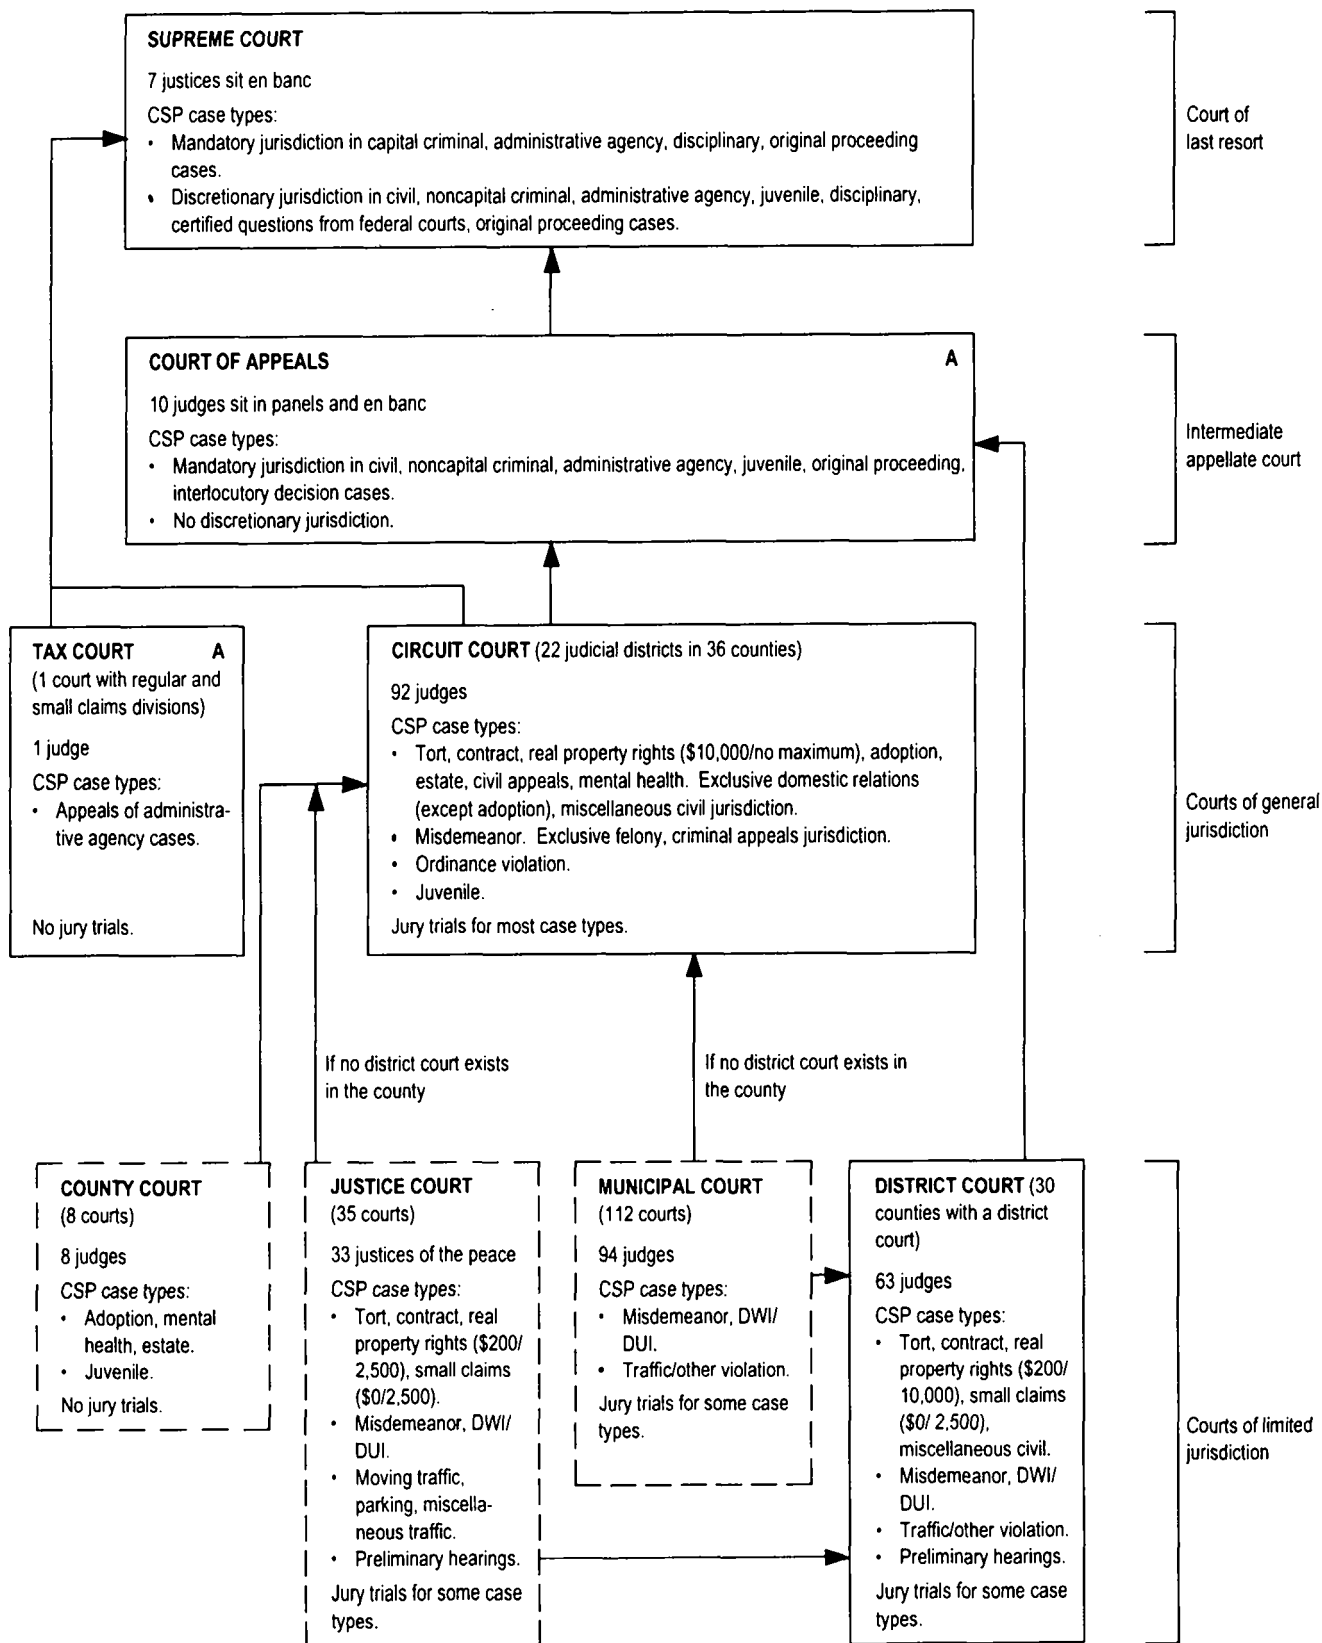 SUPREME COURT
7 justices sit en banc
CSP case types:
• Mandatory jurisdiction in capital criminal, administrative agency, disciplinary, original proceeding
cases.
• Discretionary jurisdiction in civil, noncapital criminal, administrative agency, juvenile, disciplinary,
certified questions from federal courts, original proceeding cases.
Court of
last resort
COURT OF APPEALS A
10 judges sit in panels and en banc
CSP case types:
• Mandatory jurisdiction in civil, noncapital criminal, administrative agency, juvenile, original proceeding,
interlocutory decision cases.
• No discretionary jurisdiction.
Intermediate
appellate court
TAX COURT A
(1 court with regular and
small claims divisions)
1 judge
CSP case types:
• Appeals of administra-
tive agency cases.
No jury trials.
CIRCUIT COURT (22 judicial districts in 36 counties)
92 judges
CSP case types:
• Tort, contract, real property rights ($10,000/no maximum), adoption,
estate, civil appeals, mental health. Exclusive domestic relations
(except adoption), miscellaneous civil jurisdiction.
• Misdemeanor. Exclusive felony, criminal appeals jurisdiction.
• Ordinance violation.
• Juvenile.
Jury trials for most case types.
Courts of general
jurisdiction
If no district court exists
in the county
If no district court exists in
the county
COUNTY COURT
(8 courts)
8 judges
CSP case types:
• Adoption, mental
health, estate.
• Juvenile.
No jury trials.
JUSTICE COURT
(35 courts)
33 justices of the peace
CSP case types:
• Tort, contract, real
property rights ($200/
2,500), small claims
($0/2,500).
• Misdemeanor, DWI/
DUI.
• Moving traffic,
parking, miscella-
neous traffic.
• Preliminary hearings.
Jury trials for some case
types.
MUNICIPAL COURT
(112 courts)
94 judges
CSP case types:
• Misdemeanor, DWI/
DUI.
• Traffic/other violation.
Jury trials for some case
types.
DISTRICT COURT (30
counties with a district
court)
63 judges
CSP case types:
• Tort, contract, real
property rights ($200/
10,000), small claims
($0/ 2,500),
miscellaneous civil.
• Misdemeanor, DWI/
DUI.
• Traffic/other violation.
• Preliminary hearings.
Jury trials for some case
types.
Courts of limited
jurisdiction